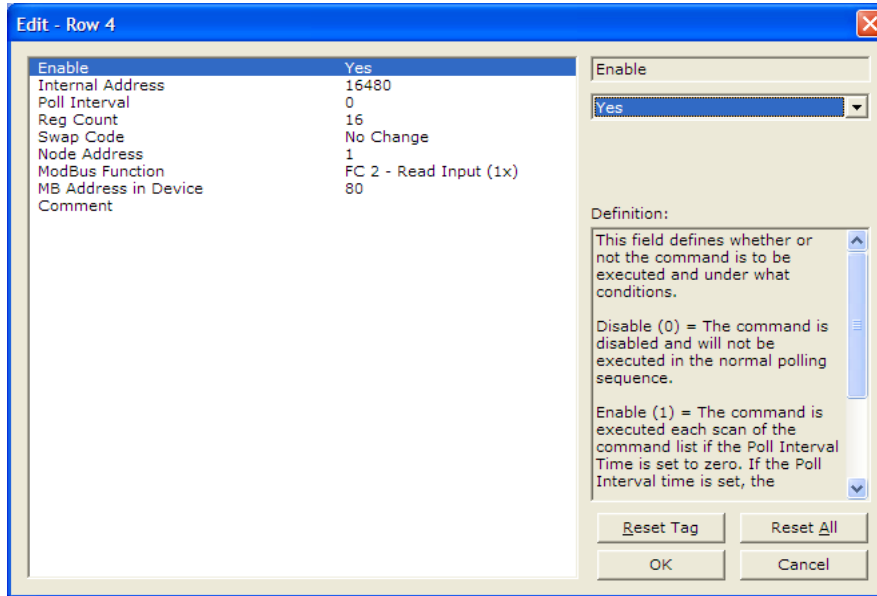 Edit - Row 4
Enable Yes
Internal Address 16480
Poll Interval 0
Reg Count 16
Swap Code No Change
Node Address 1
ModBus Function FC 2 - Read Input (1x)
MB Address in Device 80
Comment
Enable
Yes
Definition:
This field defines whether or
not the command is to be
executed and under what
conditions.
Disable (0) = The command is
disabled and will not be
executed in the normal polling
sequence.
Enable (1) = The command is
executed each scan of the
command list if the Poll Interval
Time is set to zero. If the Poll
Interval time is set, the
Reset Tag Reset All
OK Cancel